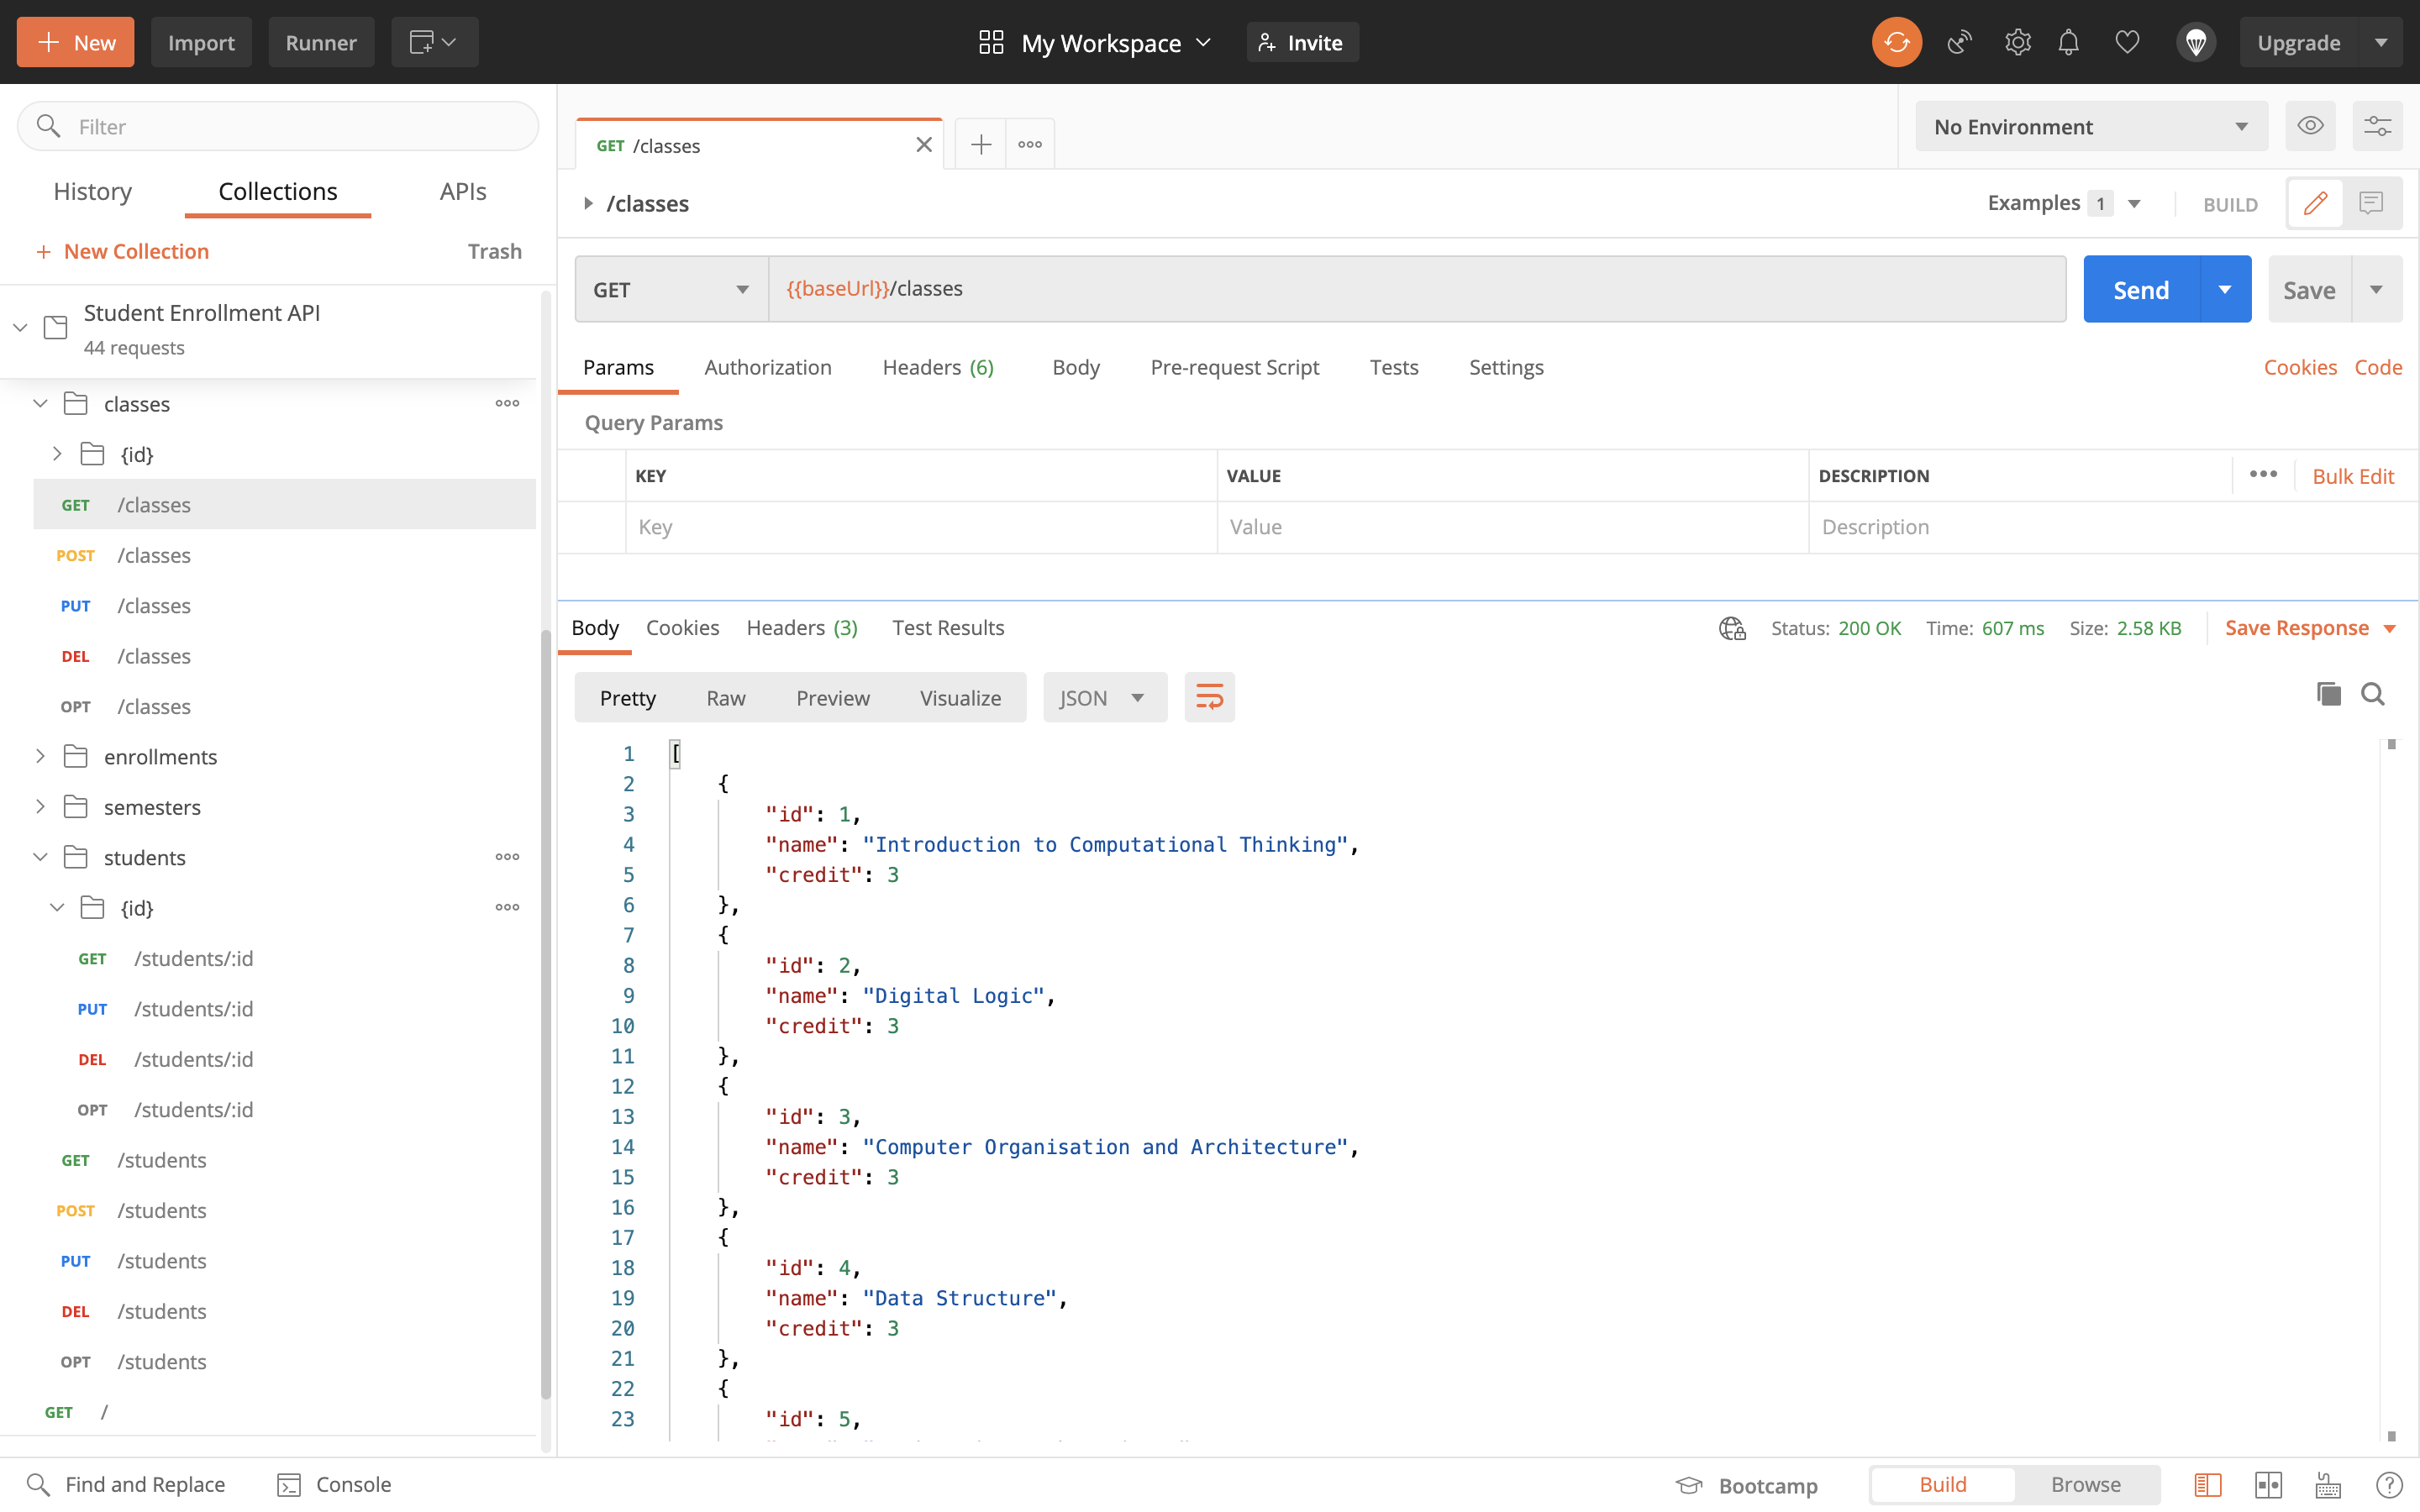 New Import Runner My Workspace Invite Upgrade
Filter
History Collections APIs
+ New Collection Trash
Student Enrollment API
44 requests
classes
{id}
GET /classes
POST /classes
PUT /classes
DEL /classes
OPT /classes
enrollments
semesters
students
{id}
GET /students/:id
PUT /students/:id
DEL /students/:id
OPT /students/:id
GET /students
POST /students
PUT /students
DEL /students
OPT /students
GET /
GET /classes
No Environment
/classes
Examples 1 BUILD
GET {{baseUrl}}/classes Send Save
Params Authorization Headers (6) Body Pre-request Script Tests Settings Cookies Code
Query Params
KEY VALUE DESCRIPTION Bulk Edit
Key Value Description
Body Cookies Headers (3) Test Results Status: 200 OK Time: 607 ms Size: 2.58 KB Save Response
Pretty Raw Preview Visualize JSON
1 [
2 {
3 "id": 1,
4 "name": "Introduction to Computational Thinking",
5 "credit": 3
6 },
7 {
8 "id": 2,
9 "name": "Digital Logic",
10 "credit": 3
11 },
12 {
13 "id": 3,
14 "name": "Computer Organisation and Architecture",
15 "credit": 3
16 },
17 {
18 "id": 4,
19 "name": "Data Structure",
20 "credit": 3
21 },
22 {
23 "id": 5,
Find and Replace Console Bootcamp Build Browse